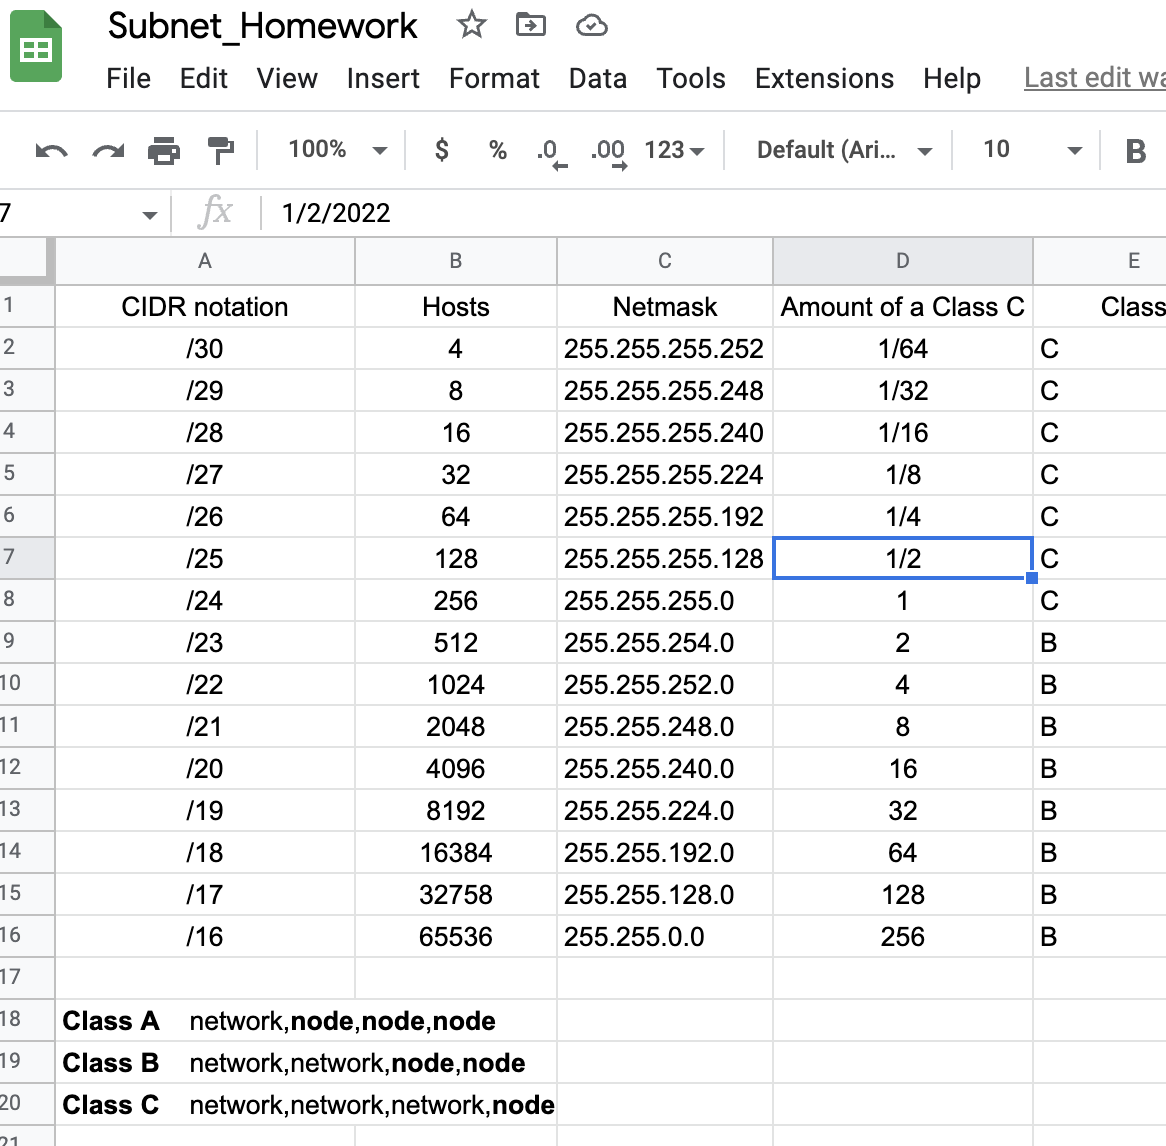 Subnet_Homework
File Edit View Insert Format Data Tools Extensions Help Last edit wa
100% $ % .0 .00 123 Default (Ari... 10 B
7 fx 1/2/2022
A B C D E
1 CIDR notation Hosts Netmask Amount of a Class C Class
2 /30 4 255.255.255.252 1/64 C
3 /29 8 255.255.255.248 1/32 C
4 /28 16 255.255.255.240 1/16 C
5 /27 32 255.255.255.224 1/8 C
6 /26 64 255.255.255.192 1/4 C
7 /25 128 255.255.255.128 1/2 C
8 /24 256 255.255.255.0 1 C
9 /23 512 255.255.254.0 2 B
10 /22 1024 255.255.252.0 4 B
11 /21 2048 255.255.248.0 8 B
12 /20 4096 255.255.240.0 16 B
13 /19 8192 255.255.224.0 32 B
14 /18 16384 255.255.192.0 64 B
15 /17 32758 255.255.128.0 128 B
16 /16 65536 255.255.0.0 256 B
17
18 Class A network,node,node,node
19 Class B network,network,node,node
20 Class C network,network,network,node
21